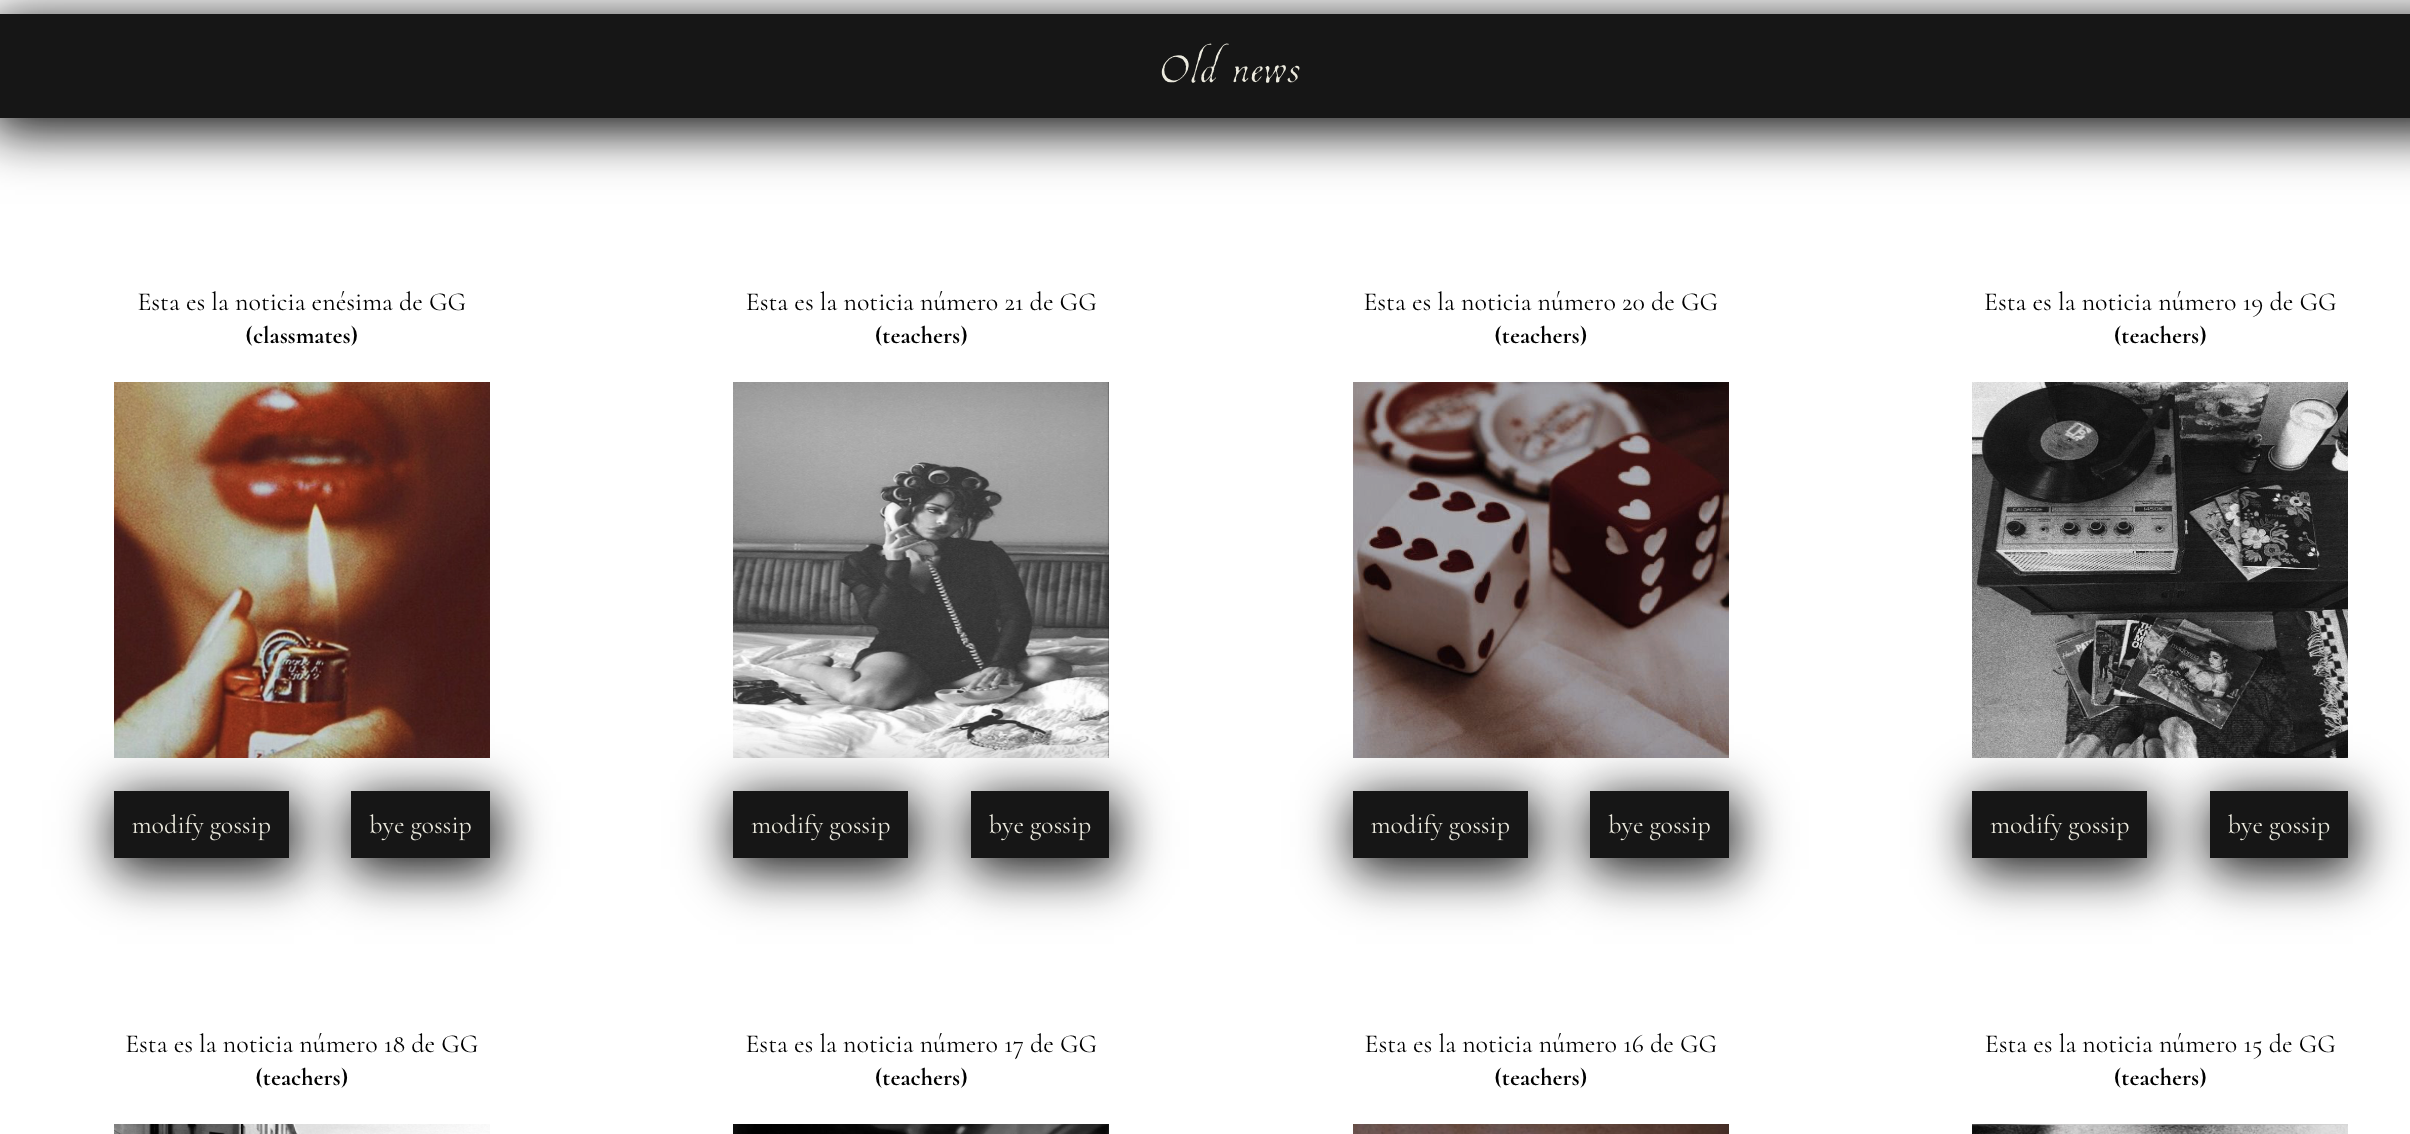 Old news
Esta es la noticia enésima de GG
(classmates)
Esta es la noticia número 21 de GG
(teachers)
Esta es la noticia número 20 de GG
(teachers)
Esta es la noticia número 19 de GG
(teachers)
modify gossip
bye gossip
modify gossip
bye gossip
modify gossip
bye gossip
modify gossip
bye gossip
Esta es la noticia número 18 de GG
(teachers)
Esta es la noticia número 17 de GG
(teachers)
Esta es la noticia número 16 de GG
(teachers)
Esta es la noticia número 15 de GG
(teachers)